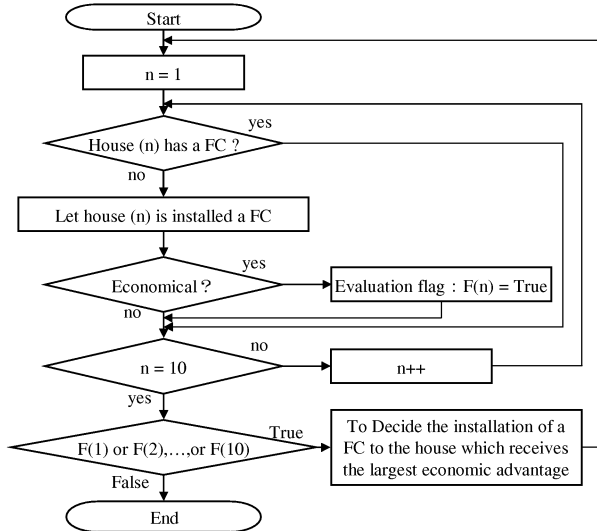 Start
n = 1
yes
House (n) has a FC ?
no
Let house (n) is installed a FC
yes
Economical ?
Evaluation flag : F(n) = True
no
no
n = 10
n++
yes
To Decide the installation of a
FC to the house which receives
the largest economic advantage
True
F(1) or F(2),…,or F(10)
False
End